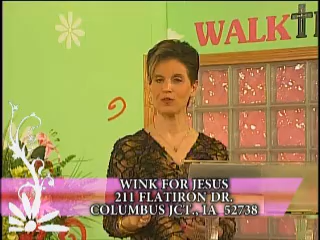 WALK
WINK FOR JESUS
211 FLATIRON DR.
COLUMBUS JCT., IA 52738